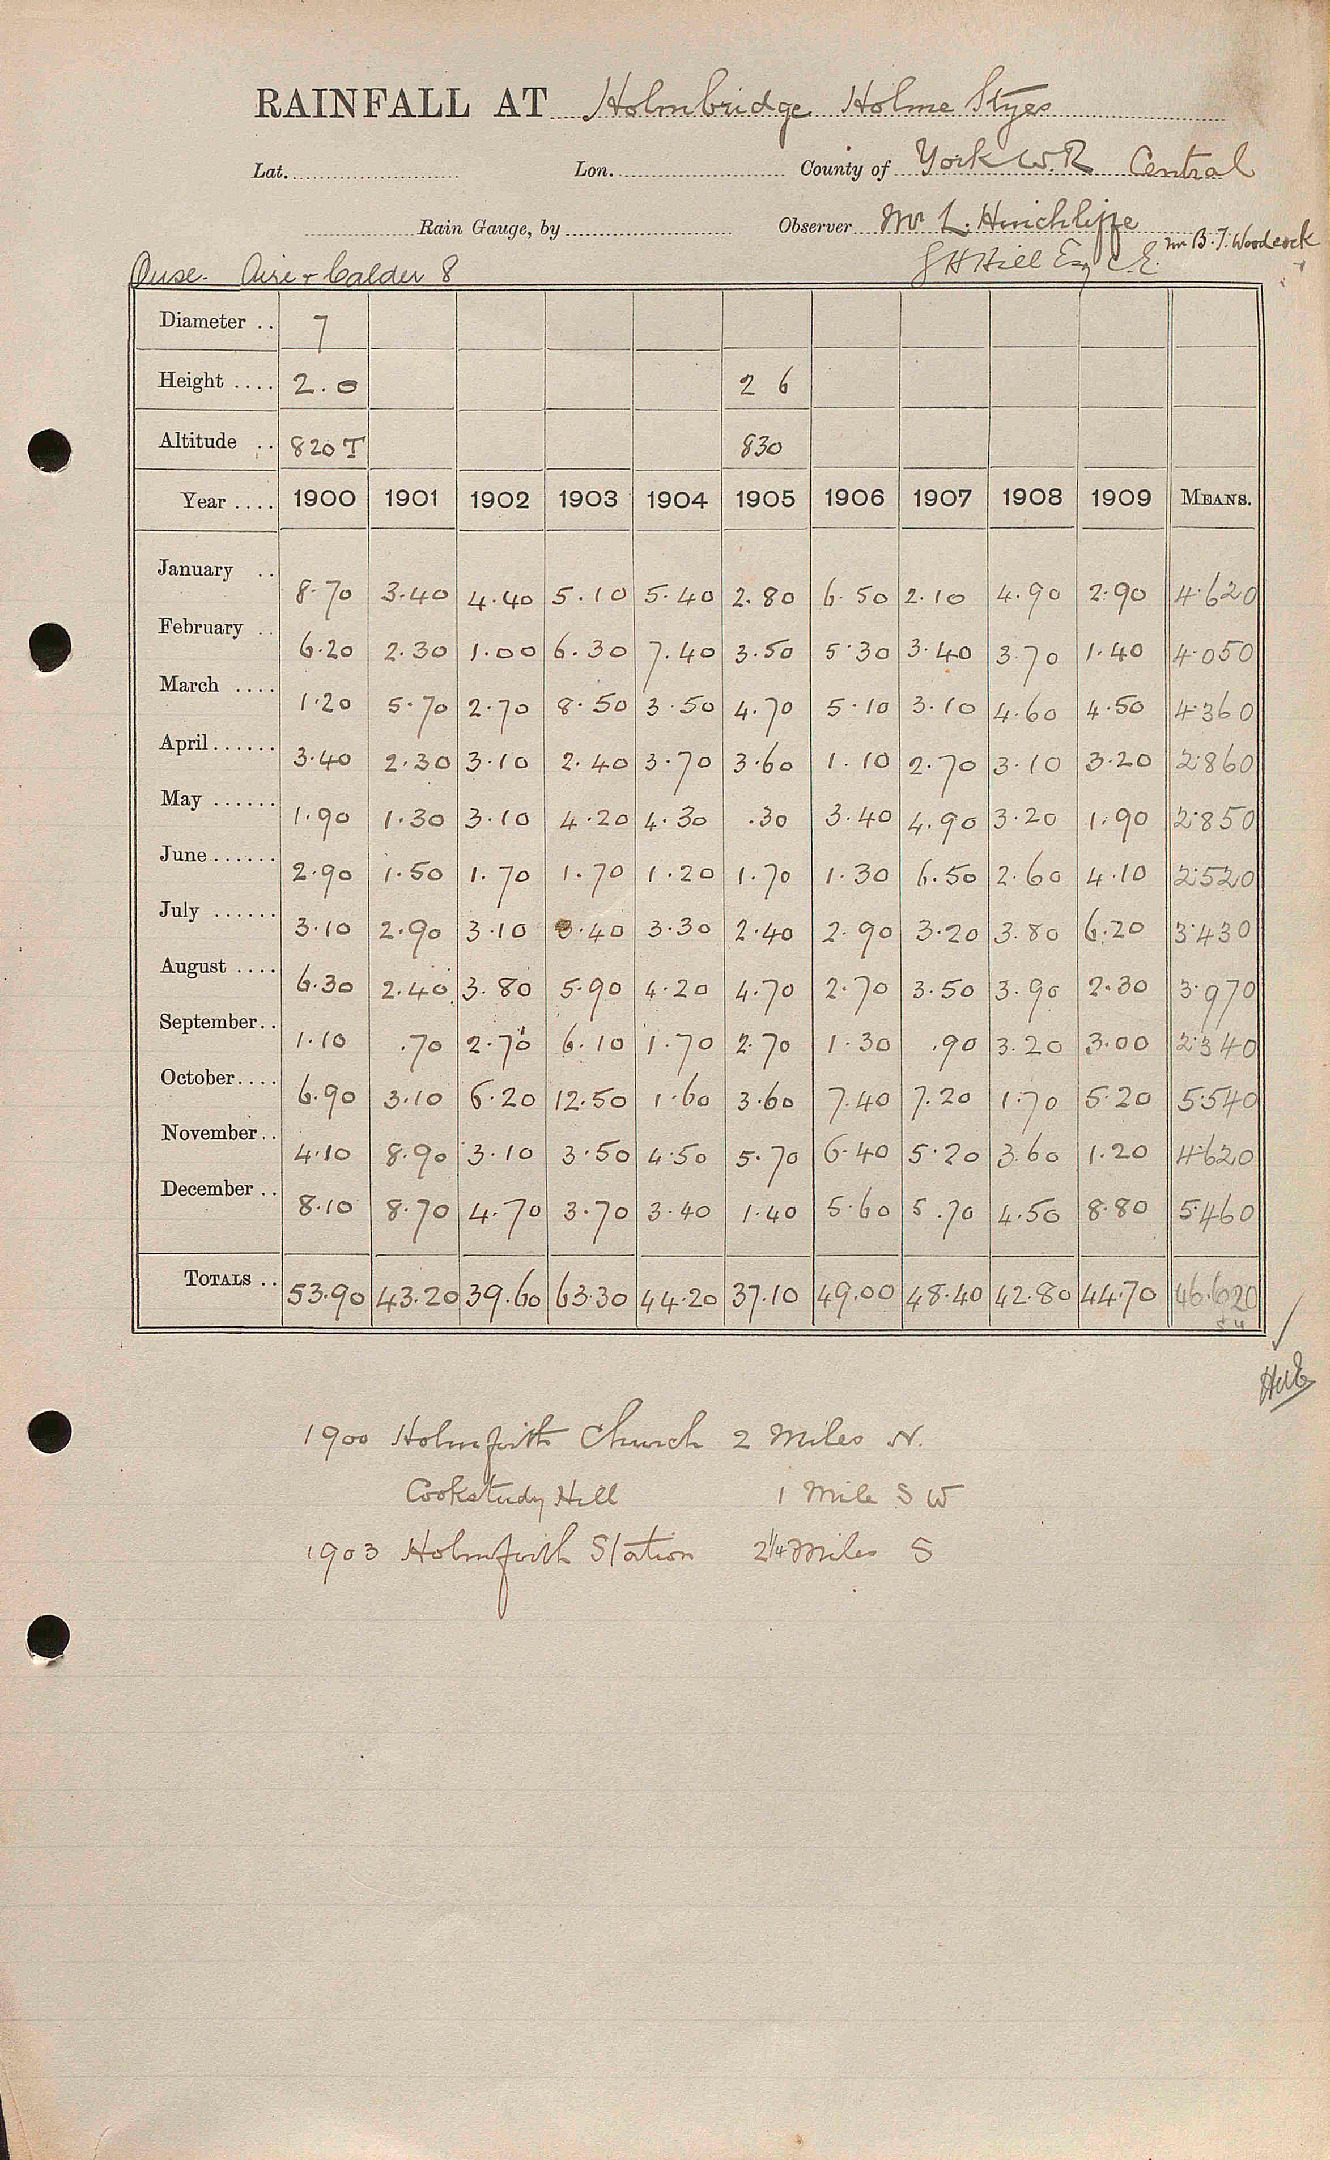 RAINFALL AT Holmbridge Holme Styes
Lat. Lon. County of York W.R Central
Rain Gauge, by Observer Mr L. Hinchliffe
Mr B. T. Woodcock
Ouse. Aire + Calder 8 G H Hill Esq C.E.
Diameter .. 7
Height .... 2.0 2 6
Altitude .. 820 T 830
Year .... 1900 1901 1902 1903 1904 1905 1906 1907 1908 1909 MEANS.
January .. 8.70 3.40 4.40 5.10 5.40 2.80 6.50 2.10 4.90 2.90 4.620
February .. 6.20 2.30 1.00 6.30 7.40 3.50 5.30 3.40 3.70 1.40 4.050
March .... 1.20 5.70 2.70 8.50 3.50 4.70 5.10 3.10 4.60 4.50 4.360
April...... 3.40 2.30 3.10 2.40 3.70 3.60 1.10 2.70 3.10 3.20 2.860
May ...... 1.90 1.30 3.10 4.20 4.30 .30 3.40 4.90 3.20 1.90 2.850
June...... 2.90 1.50 1.70 1.70 1.20 1.70 1.30 6.50 2.60 4.10 2.520
July ...... 3.10 2.90 3.10 3.40 3.30 2.40 2.90 3.20 3.80 6.20 3.430
August .... 6.30 2.40 3.80 5.90 4.20 4.70 2.70 3.50 3.90 2.30 3.970
September.. 1.10 .70 2.70 6.10 1.70 2.70 1.30 .90 3.20 3.00 2.340
October.... 6.90 3.10 6.20 12.50 1.60 3.60 7.40 7.20 1.70 5.20 5.540
November.. 4.10 8.90 3.10 3.50 4.50 5.70 6.40 5.20 3.60 1.20 4.620
December .. 8.10 8.70 4.70 3.70 3.40 1.40 5.60 5.70 4.50 8.80 5.460
TOTALS .. 53.90 43.20 39.60 63.30 44.20 37.10 49.00 48.40 42.80 44.70 46.620
1900 Holmfirth Church 2 Miles N.
Cookstudy Hill 1 Mile S W
1903 Holmfirth Station 2¼ Miles S